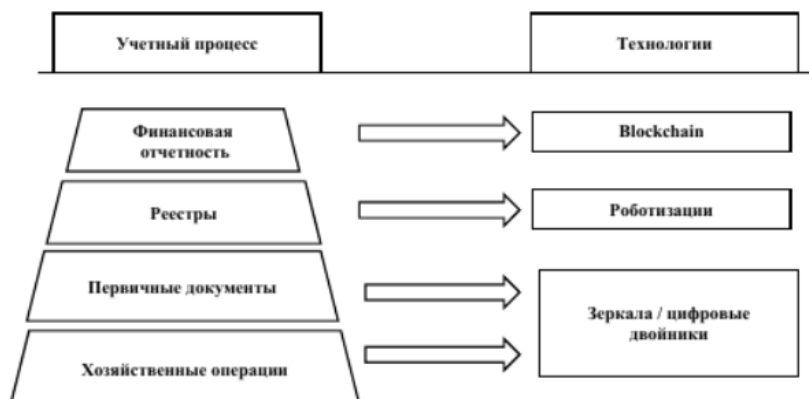 Учетный процесс
Технологии
Финансовая
отчетность
Blockchain
Реестры
Роботизации
Первичные документы
Зеркала / цифровые
двойники
Хозяйственные операции